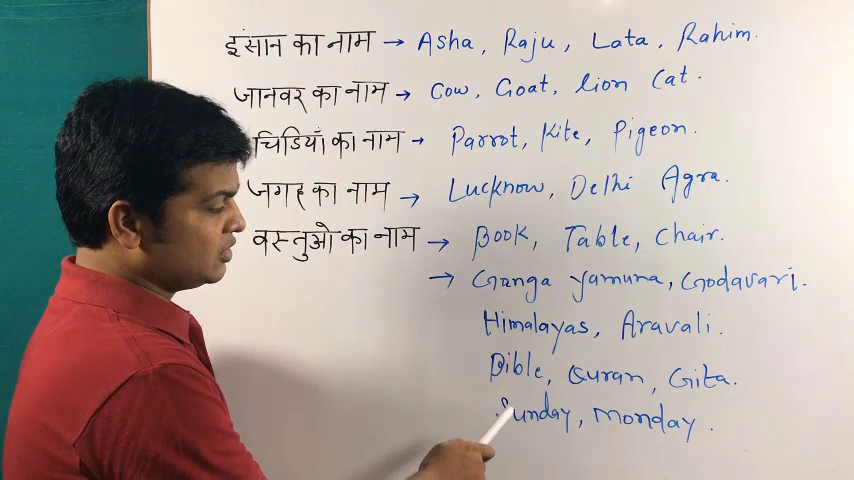 इंसान का नाम → Asha, Raju, Lata, Rahim.
जानवर का नाम → Cow, Goat, lion Cat.
चिडियाँ का नाम → Parrot, Kite, Pigeon.
जगह का नाम → Lucknow, Delhi Agra.
वस्तुओ का नाम → Book, Table, Chair.
→ Ganga Yamuna, Godavari.
Himalayas, Aravali.
Bible, Quran, Gita.
Sunday, Monday.